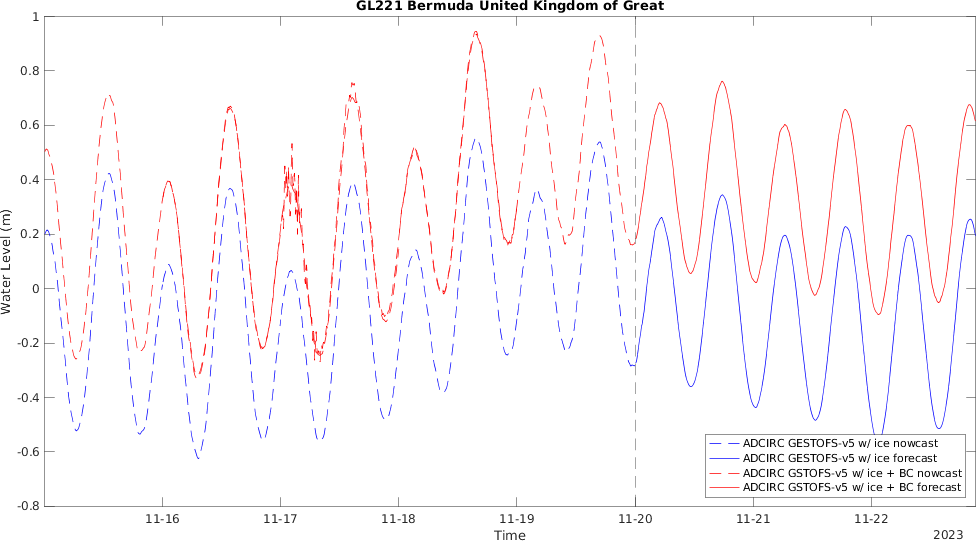 GL221 Bermuda United Kingdom of Great
1
0.8
0.6
0.4
0.2
0
-0.2
-0.4
-0.6
-0.8
Water Level (m)
ADCIRC GESTOFS-v5 w/ ice nowcast
ADCIRC GESTOFS-v5 w/ ice forecast
ADCIRC GSTOFS-v5 w/ ice + BC nowcast
ADCIRC GSTOFS-v5 w/ ice + BC forecast
11-16 11-17 11-18 11-19 11-20 11-21 11-22
Time
2023